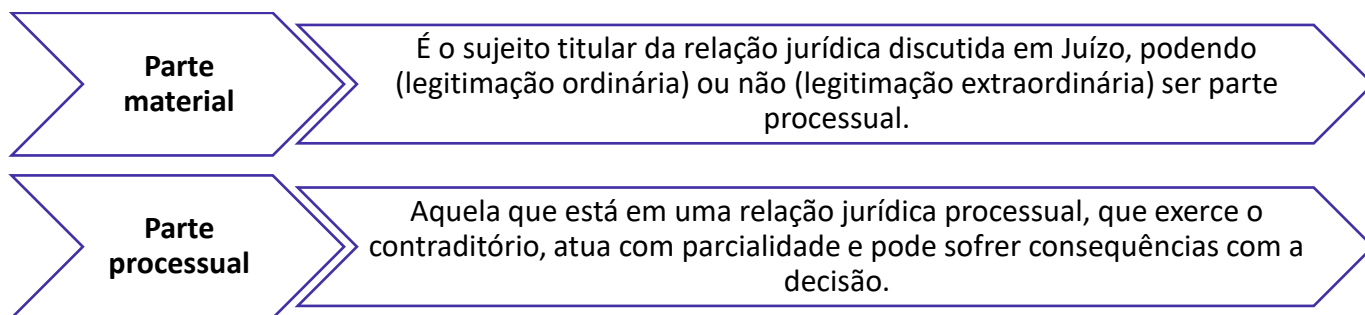 Parte
material
É o sujeito titular da relação jurídica discutida em Juízo, podendo
(legitimação ordinária) ou não (legitimação extraordinária) ser parte
processual.
Parte
processual
Aquela que está em uma relação jurídica processual, que exerce o
contraditório, atua com parcialidade e pode sofrer consequências com a
decisão.